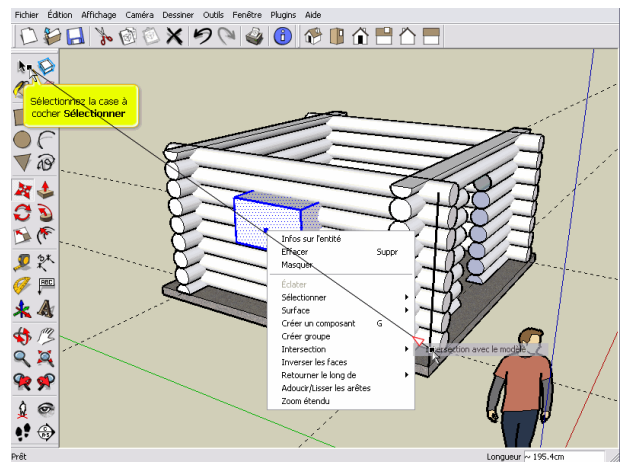 Fichier Édition Affichage Caméra Dessiner Outils Fenêtre Plugins Aide
Sélectionnez la case à
cocher Sélectionner
ABC
Infos sur l'entité
Effacer Suppr
Masquer
Éclater
Sélectionner
Surface
Créer un composant G
Créer groupe
Intersection
Intersection avec le modèle
Inverser les faces
Retourner le long de
Adoucir/Lisser les arêtes
Zoom étendu
Prêt
Longueur ~ 195.4cm